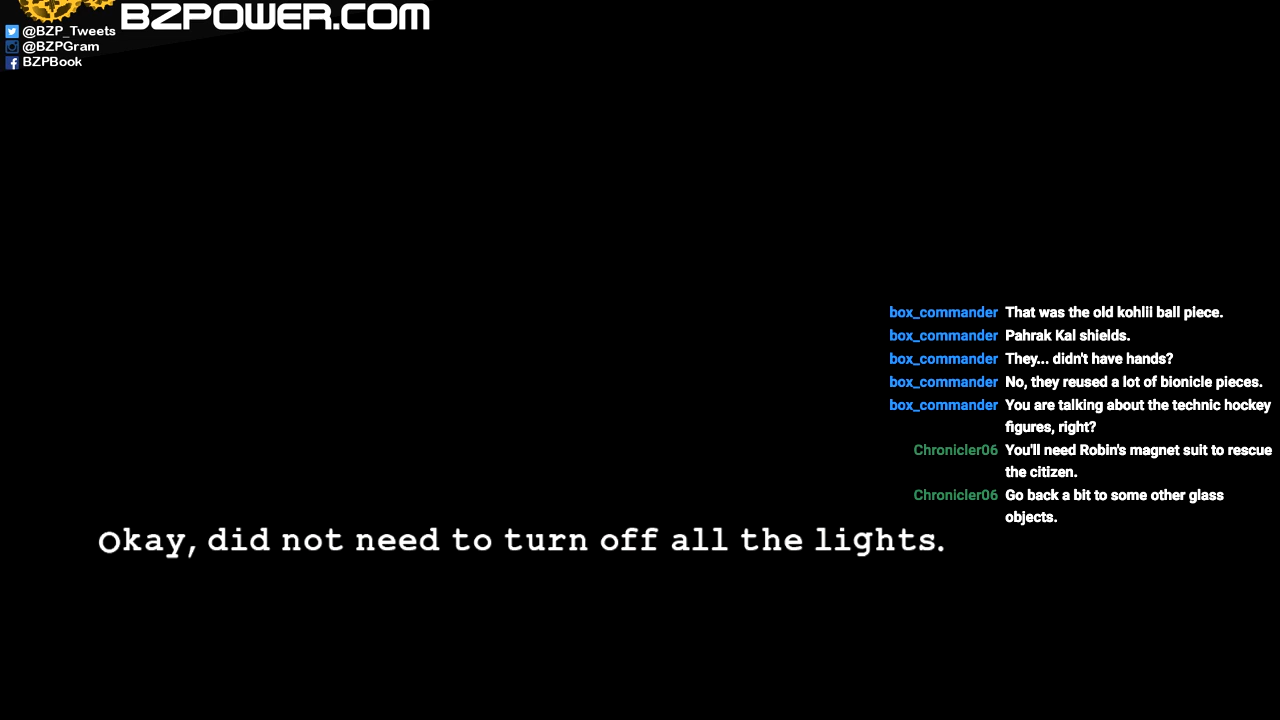 BZPOWER.COM
@BZP_Tweets
@BZPGram
BZPBook
box_commander That was the old kohlii ball piece.
box_commander Pahrak Kal shields.
box_commander They... didn't have hands?
box_commander No, they reused a lot of bionicle pieces.
box_commander You are talking about the technic hockey
figures, right?
Chronicler06 You'll need Robin's magnet suit to rescue
the citizen.
Chronicler06 Go back a bit to some other glass
objects.
Okay, did not need to turn off all the lights.